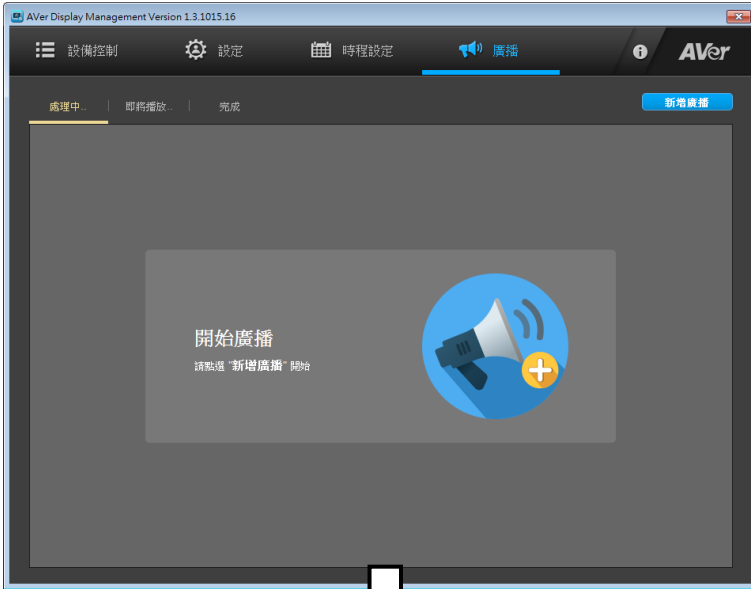 AVer Display Management Version 1.3.1015.16
設備控制 設定 時程設定 廣播 AVer
處理中.. 即將播放.. 完成 新增廣播
開始廣播
請點選 "新增廣播" 開始